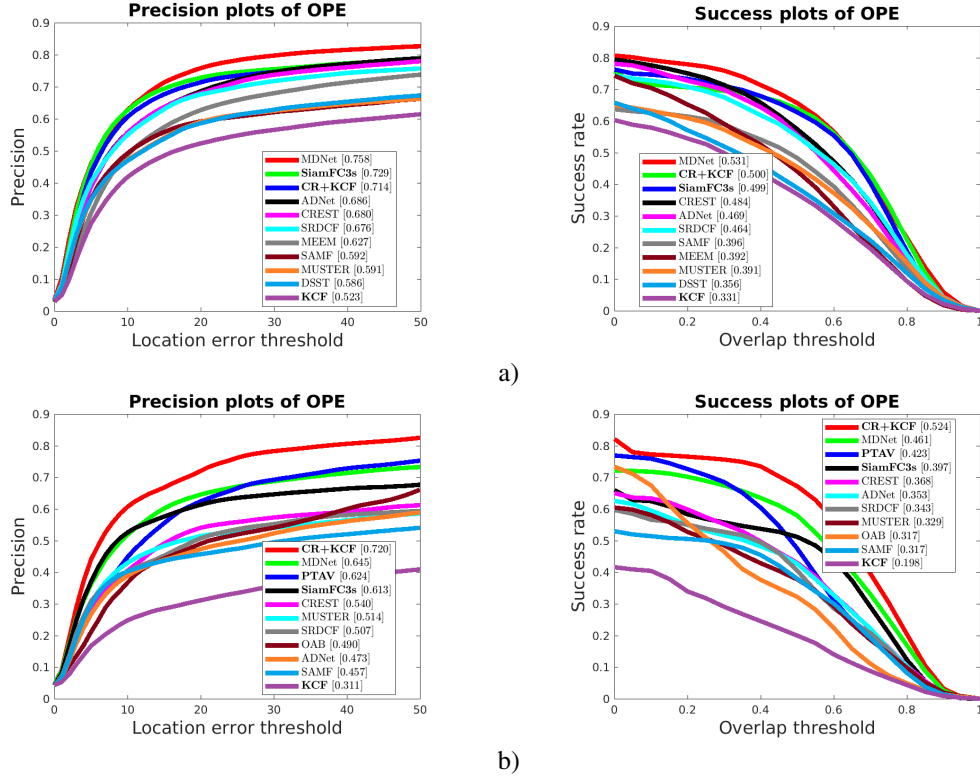 Precision plots of OPE
0.9
0.8
0.7
0.6
0.5
0.4
0.3
0.2
0.1
0
Precision
MDNet [0.758]
SiamFC3s [0.729]
CR+KCF [0.714]
ADNet [0.686]
CREST [0.680]
SRDCF [0.676]
MEEM [0.627]
SAMF [0.592]
MUSTER [0.591]
DSST [0.586]
KCF [0.523]
0 10 20 30 40 50
Location error threshold
Success plots of OPE
0.9
0.8
0.7
0.6
0.5
0.4
0.3
0.2
0.1
0
Success rate
MDNet [0.531]
CR+KCF [0.500]
SiamFC3s [0.499]
CREST [0.484]
ADNet [0.469]
SRDCF [0.464]
SAMF [0.396]
MEEM [0.392]
MUSTER [0.391]
DSST [0.356]
KCF [0.331]
0 0.2 0.4 0.6 0.8 1
Overlap threshold
a)
Precision plots of OPE
0.9
0.8
0.7
0.6
0.5
0.4
0.3
0.2
0.1
0
Precision
CR+KCF [0.720]
MDNet [0.645]
PTAV [0.624]
SiamFC3s [0.613]
CREST [0.540]
MUSTER [0.514]
SRDCF [0.507]
OAB [0.490]
ADNet [0.473]
SAMF [0.457]
KCF [0.311]
0 10 20 30 40 50
Location error threshold
Success plots of OPE
0.9
0.8
0.7
0.6
0.5
0.4
0.3
0.2
0.1
0
Success rate
CR+KCF [0.524]
MDNet [0.461]
PTAV [0.423]
SiamFC3s [0.397]
CREST [0.368]
ADNet [0.353]
SRDCF [0.343]
MUSTER [0.329]
OAB [0.317]
SAMF [0.317]
KCF [0.198]
0 0.2 0.4 0.6 0.8 1
Overlap threshold
b)